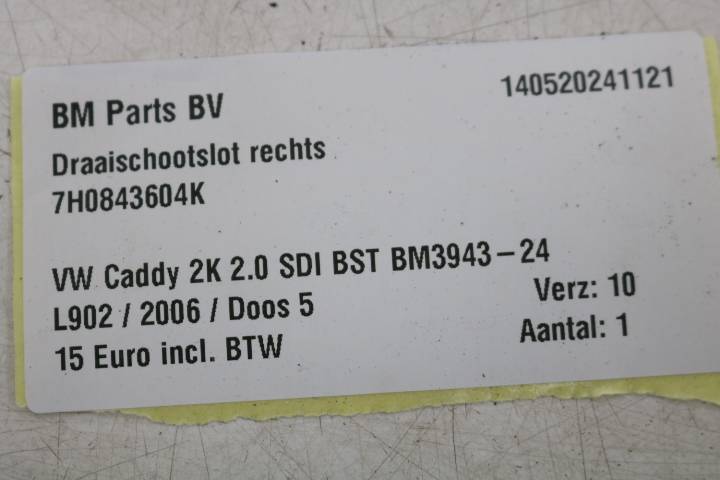 BM Parts BV
140520241121
Draaischootslot rechts
7H0843604K
VW Caddy 2K 2.0 SDI BST BM3943-24
L902 / 2006 / Doos 5
Verz: 10
15 Euro incl. BTW
Aantal: 1